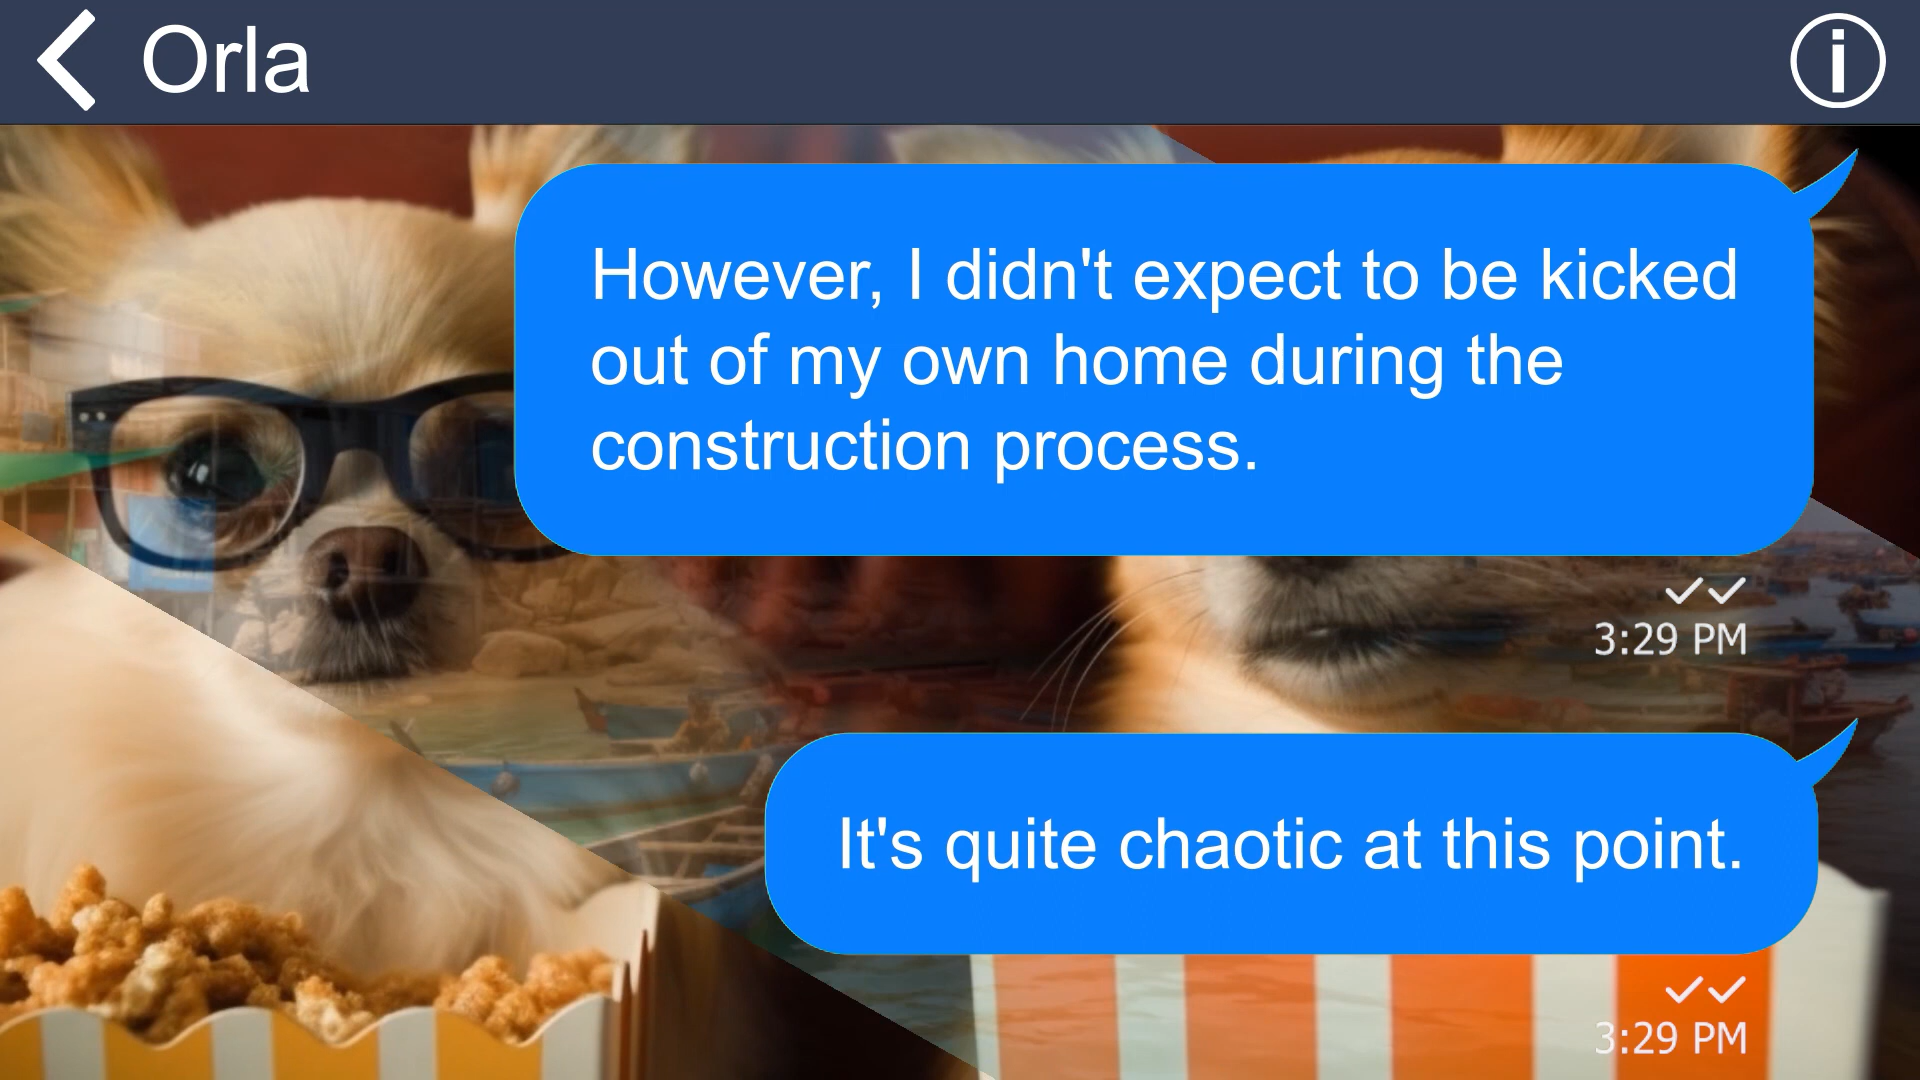 Orla
However, I didn't expect to be kicked
out of my own home during the
construction process.
3:29 PM
It's quite chaotic at this point.
3:29 PM